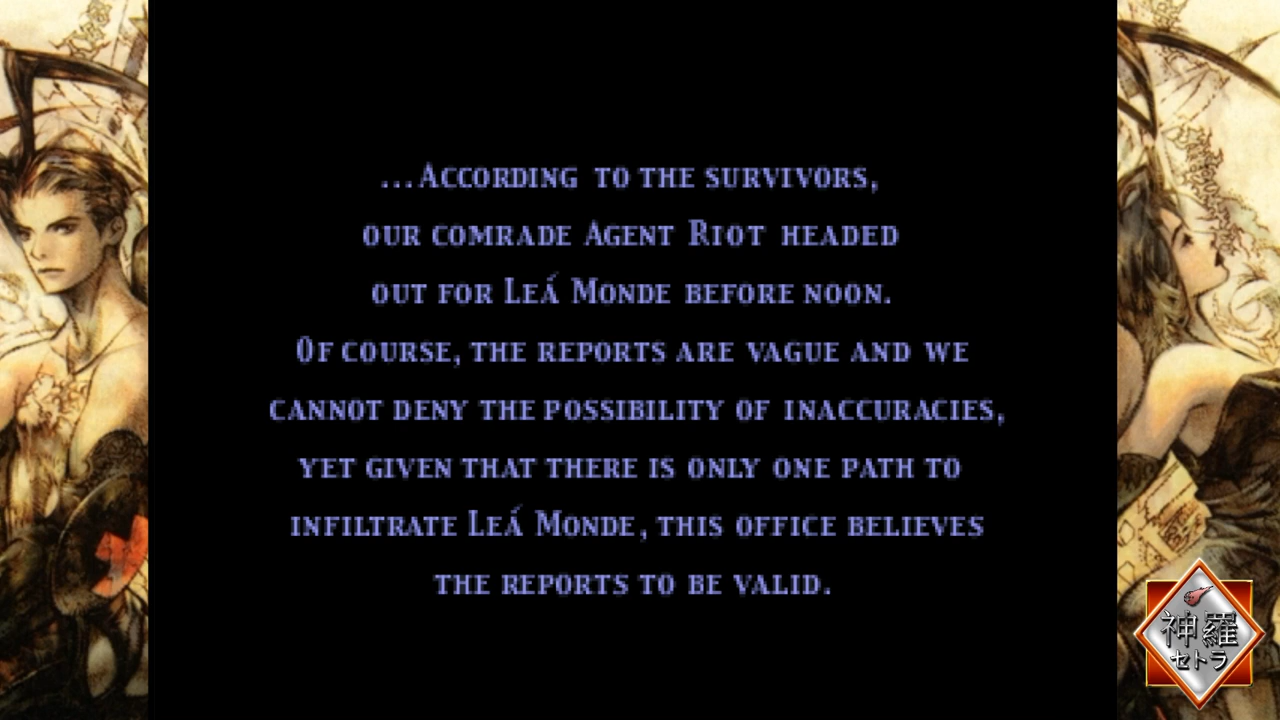 ...According to the survivors,
our comrade Agent Riot headed
out for Leá Monde before noon.
Of course, the reports are vague and we
cannot deny the possibility of inaccuracies,
yet given that there is only one path to
infiltrate Leá Monde, this office believes
the reports to be valid.
神羅
セトラ